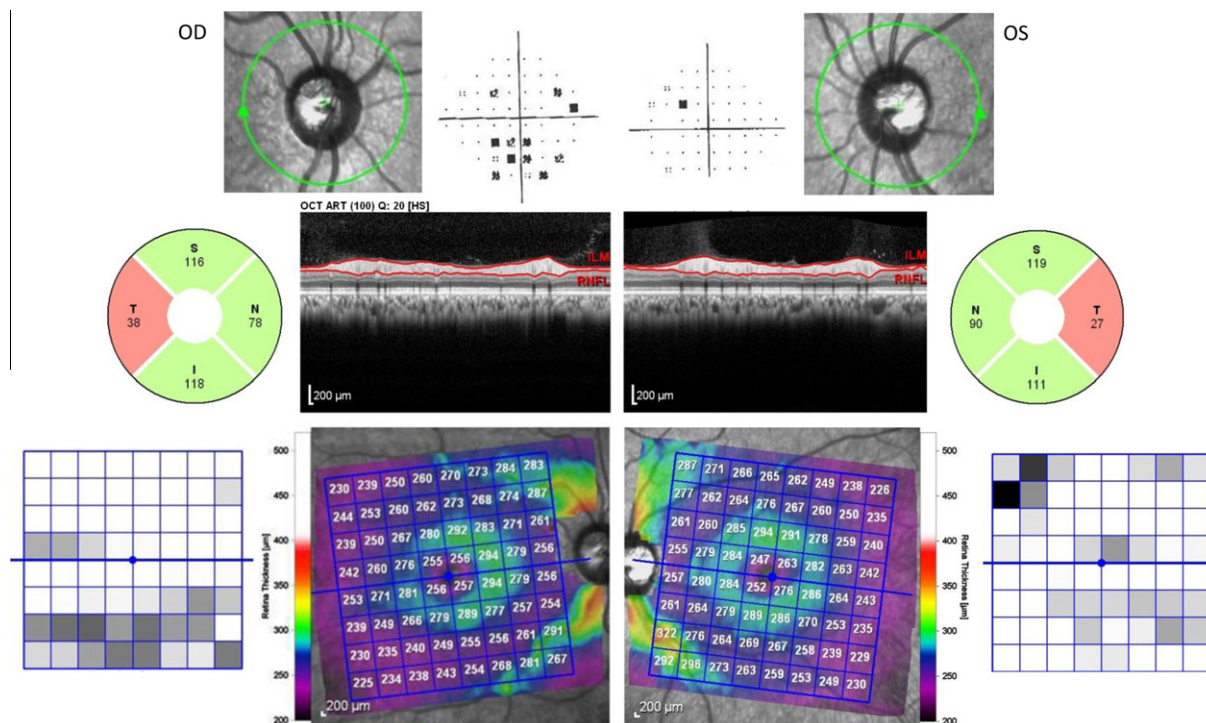 OD
OS
OCT ART (100) Q: 20 [HS]
ILM
RNFL
200 µm
ILM
RNFL
200 µm
S
116
T
38
N
78
I
118
S
119
N
90
T
27
I
111
500
450
400
350
300
250
200
Retina Thickness [µm]
230 239 250 260 270 273 284 283
244 253 260 262 273 268 274 287
239 250 267 280 292 283 271 261
242 260 276 255 256 294 279 256
253 271 281 256 257 294 279 256
239 249 266 279 289 277 257 254
230 235 240 249 255 256 261 291
225 234 238 243 254 268 281 267
200 µm
287 271 266 265 262 249 238 226
277 262 264 276 267 260 250 235
261 260 285 294 291 278 259 240
255 279 284 247 263 282 263 242
257 280 284 252 276 286 264 243
261 264 279 289 286 270 253 235
322 276 264 269 267 258 239 229
292 296 273 263 259 253 249 230
200 µm
500
450
400
350
300
250
200
Retina Thickness [µm]